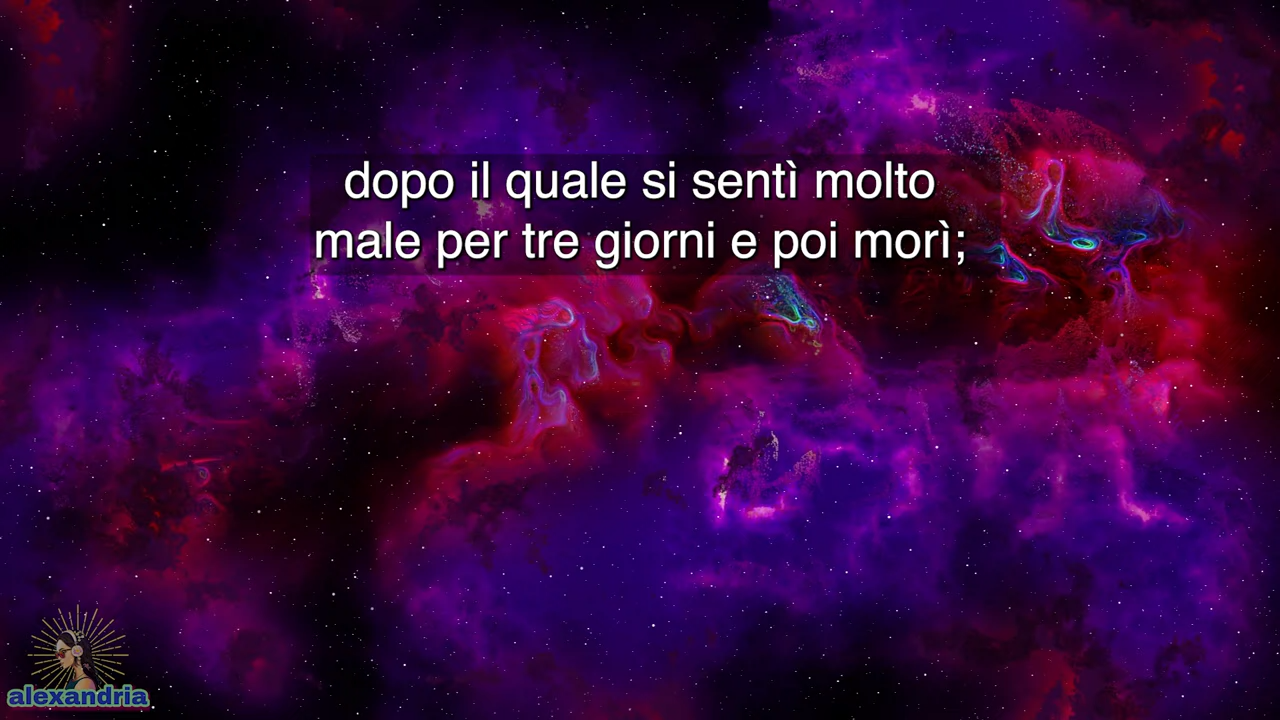 dopo il quale si sentì molto
male per tre giorni e poi morì;
alexandria